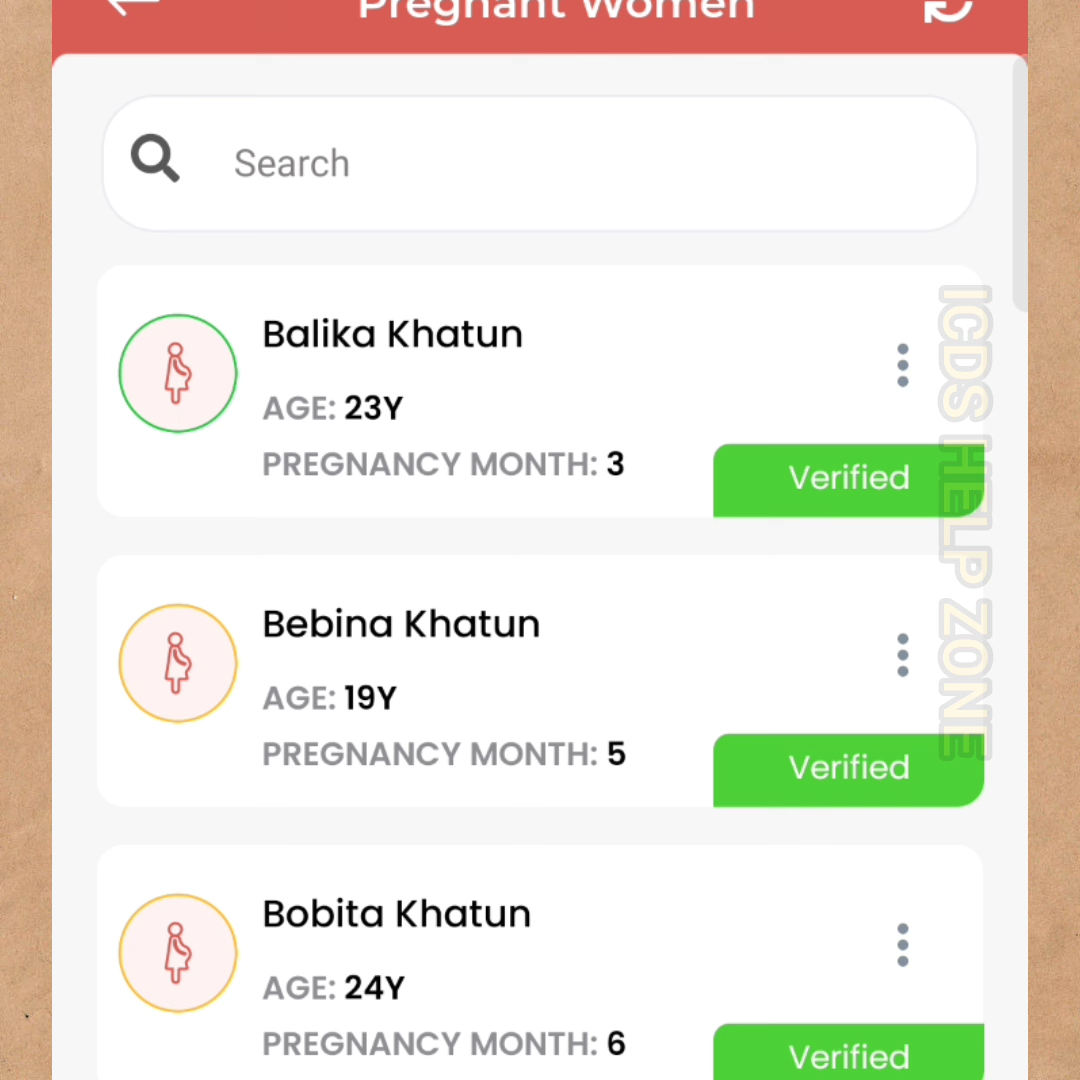 Pregnant Women
Search
Balika Khatun
AGE: 23Y
PREGNANCY MONTH: 3
Verified
Bebina Khatun
AGE: 19Y
PREGNANCY MONTH: 5
Verified
Bobita Khatun
AGE: 24Y
PREGNANCY MONTH: 6
Verified
ICDS HELP ZONE